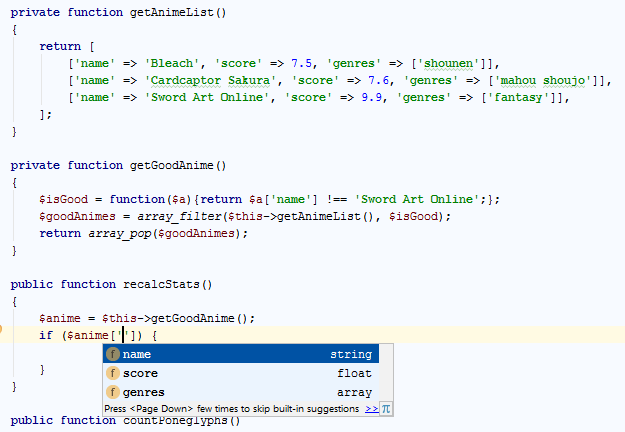 private function getAnimeList()
{
return [
['name' => 'Bleach', 'score' => 7.5, 'genres' => ['shounen']],
['name' => 'Cardcaptor Sakura', 'score' => 7.6, 'genres' => ['mahou shoujo']],
['name' => 'Sword Art Online', 'score' => 9.9, 'genres' => ['fantasy']],
];
}
private function getGoodAnime()
{
$isGood = function($a){return $a['name'] !== 'Sword Art Online';};
$goodAnimes = array_filter($this->getAnimeList(), $isGood);
return array_pop($goodAnimes);
}
public function recalcStats()
{
$anime = $this->getGoodAnime();
if ($anime['']) {
f name string
f score float
f genres array
Press <Page Down> few times to skip built-in suggestions >> π
}
}
public function countPoneglyphs()